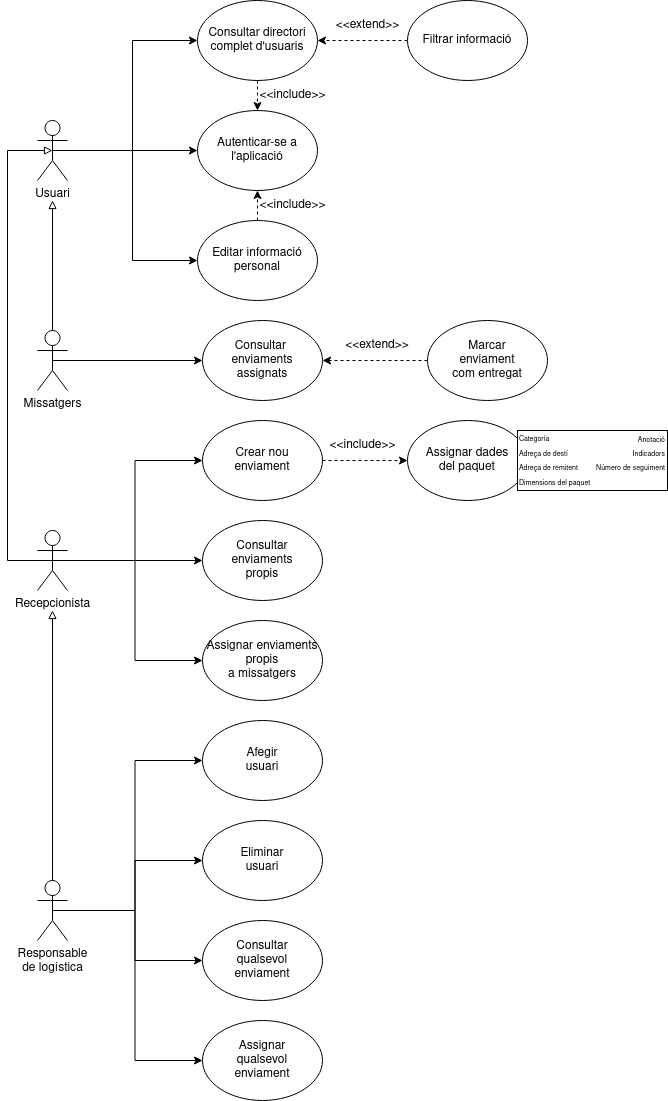 Consultar directori
complet d'usuaris
<<extend>>
Filtrar informació
<<include>>
Autenticar-se a
l'aplicació
Usuari
<<include>>
Editar informació
personal
Consultar
enviaments
assignats
<<extend>>
Marcar
enviament
com entregat
Missatgers
Crear nou
enviament
<<include>>
Assignar dades
del paquet
Categoría
Anotació
Adreça de destí
Indicadors
Adreça de remitent
Número de seguiment
Dimensions del paquet
Consultar
enviaments
propis
Recepcionista
Assignar enviaments
propis
a missatgers
Afegir
usuari
Eliminar
usuari
Responsable
de logística
Consultar
qualsevol
enviament
Assignar
qualsevol
enviament